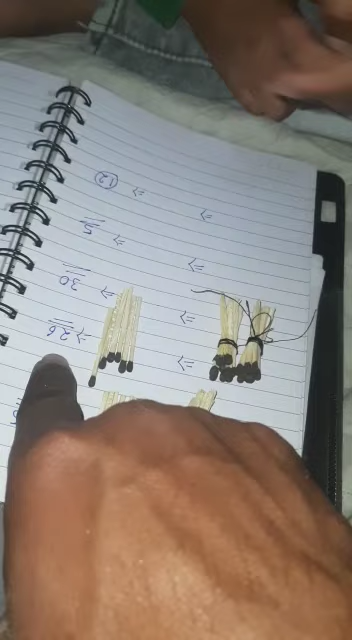 12 ⇒ ⇒
5 ⇒ ⇒
30 ⇒ ⇒
26 ⇒ ⇒